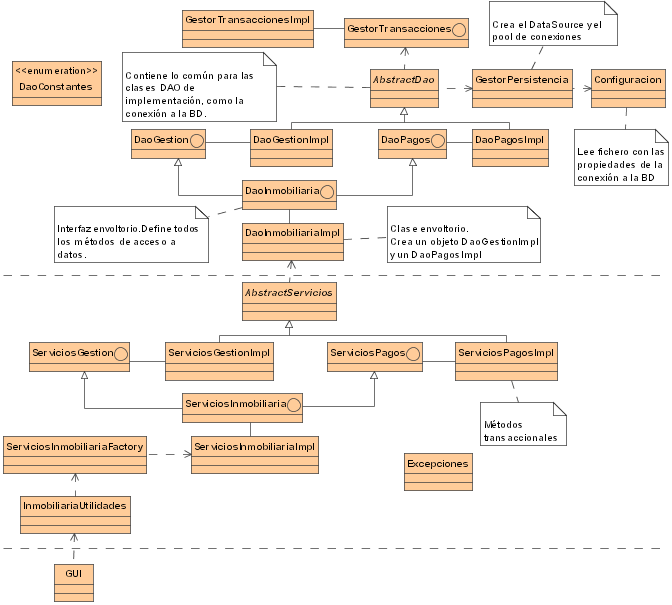 GestorTransaccionesImpl
GestorTransacciones
Crea el DataSource y el
pool de conexiones
<<enumeration>>
DaoConstantes
Contiene lo común para las
clases DAO de
implementación, como la
conexión a la BD.
AbstractDao
GestorPersistencia
Configuracion
DaoGestion
DaoGestionImpl
DaoPagos
DaoPagosImpl
Lee fichero con las
propiedades de la
conexión a la BD
DaoInmobiliaria
Interfaz envoltorio.Define todos
los métodos de acceso a
datos.
DaoInmobiliariaImpl
Clase envoltorio.
Crea un objeto DaoGestionImpl
y un DaoPagosImpl
AbstractServicios
ServiciosGestion
ServiciosGestionImpl
ServiciosPagos
ServiciosPagosImpl
ServiciosInmobiliaria
Métodos
transaccionales
ServiciosInmobiliariaFactory
ServiciosInmobiliariaImpl
Excepciones
InmobiliariaUtilidades
GUI